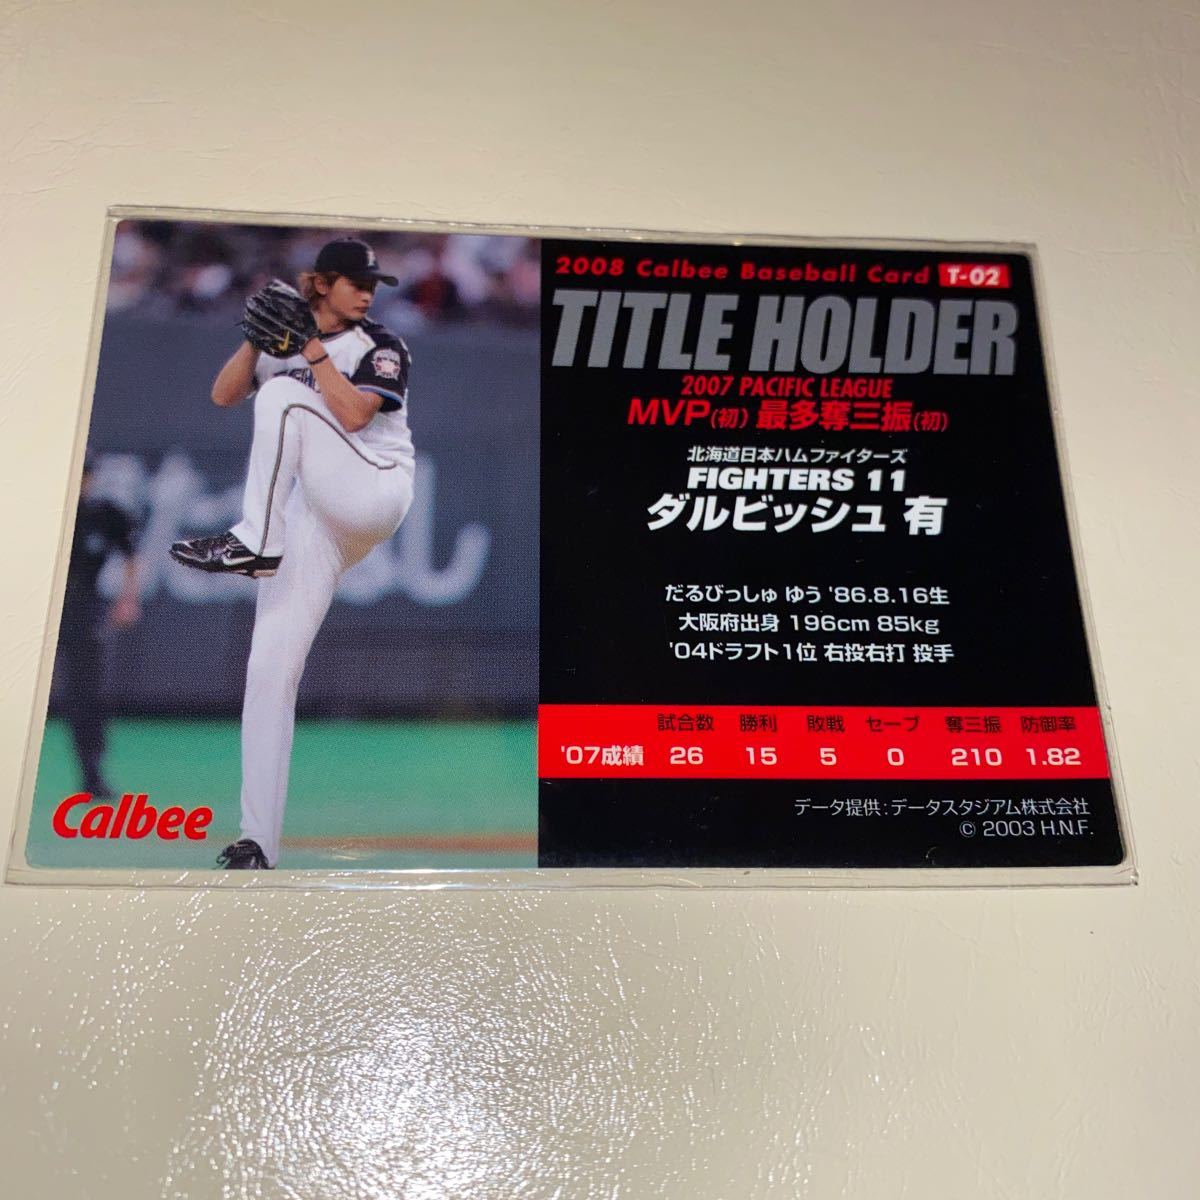 2008 Calbee Baseball Card T-02
TITLE HOLDER
2007 PACIFIC LEAGUE
MVP(初) 最多奪三振(初)
北海道日本ハムファイターズ
FIGHTERS 11
ダルビッシュ 有
だるびっしゅ ゆう '86.8.16生
大阪府出身 196cm 85kg
'04ドラフト1位 右投右打 投手
試合数 勝利 敗戦 セーブ 奪三振 防御率
'07成績 26 15 5 0 210 1.82
データ提供:データスタジアム株式会社
© 2003 H.N.F.
Calbee